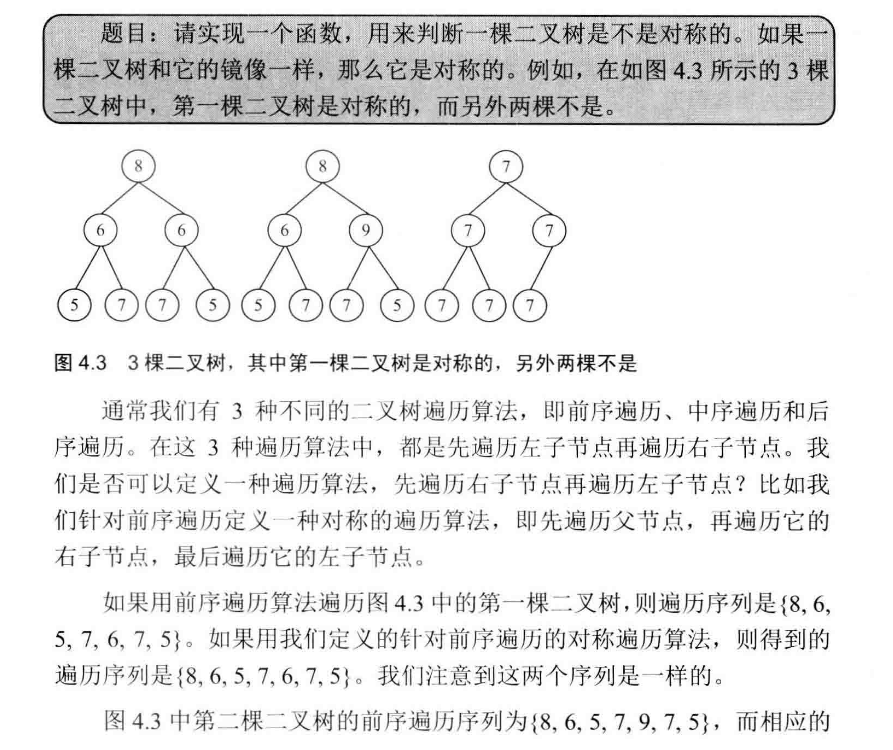 题目：请实现一个函数，用来判断一棵二叉树是不是对称的。如果一
棵二叉树和它的镜像一样，那么它是对称的。例如，在如图 4.3 所示的 3 棵
二叉树中，第一棵二叉树是对称的，而另外两棵不是。
8 8 7
6 6 6 9 7 7
5 7 7 5 5 7 7 5 7 7 7
图 4.3 3 棵二叉树，其中第一棵二叉树是对称的，另外两棵不是
通常我们有 3 种不同的二叉树遍历算法，即前序遍历、中序遍历和后
序遍历。在这 3 种遍历算法中，都是先遍历左子节点再遍历右子节点。我
们是否可以定义一种遍历算法，先遍历右子节点再遍历左子节点？比如我
们针对前序遍历定义一种对称的遍历算法，即先遍历父节点，再遍历它的
右子节点，最后遍历它的左子节点。
如果用前序遍历算法遍历图 4.3 中的第一棵二叉树，则遍历序列是{8, 6,
5, 7, 6, 7, 5}。如果用我们定义的针对前序遍历的对称遍历算法，则得到的
遍历序列是{8, 6, 5, 7, 6, 7, 5}。我们注意到这两个序列是一样的。
图 4.3 中第二棵二叉树的前序遍历序列为{8, 6, 5, 7, 9, 7, 5}，而相应的